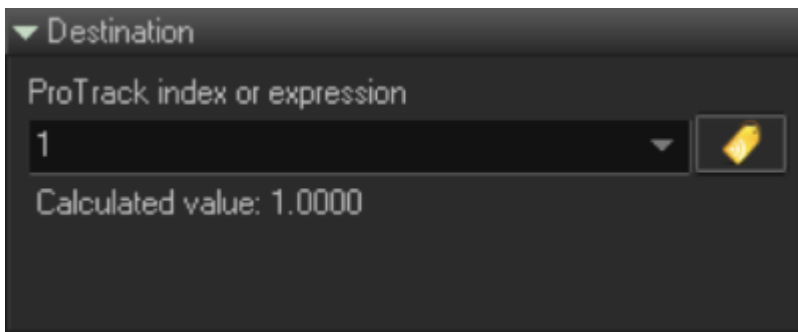 Destination
ProTrack index or expression
1
Calculated value: 1.0000